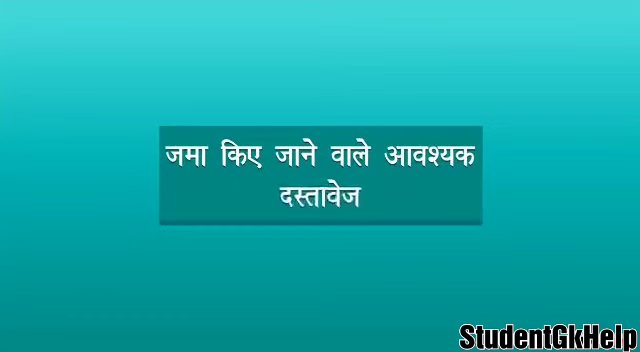 जमा किए जाने वाले आवश्यक
दस्तावेज
StudentGkHelp